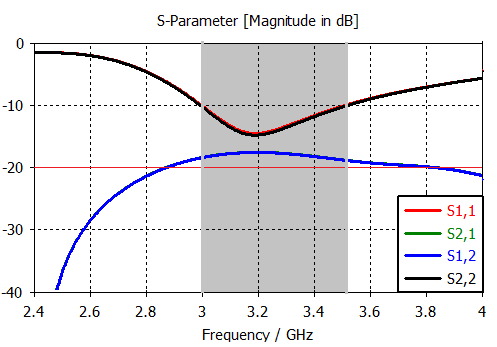 S-Parameter [Magnitude in dB]
0
-10
-20
-30
-40
S1,1
S2,1
S1,2
S2,2
2.4 2.6 2.8 3 3.2 3.4 3.6 3.8 4
Frequency / GHz